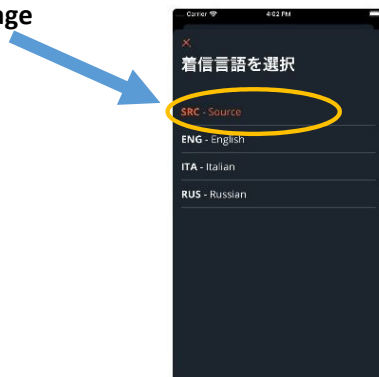 nge
Carrier 4:02 PM
×
着信言語を選択
SRC - Source
ENG - English
ITA - Italian
RUS - Russian